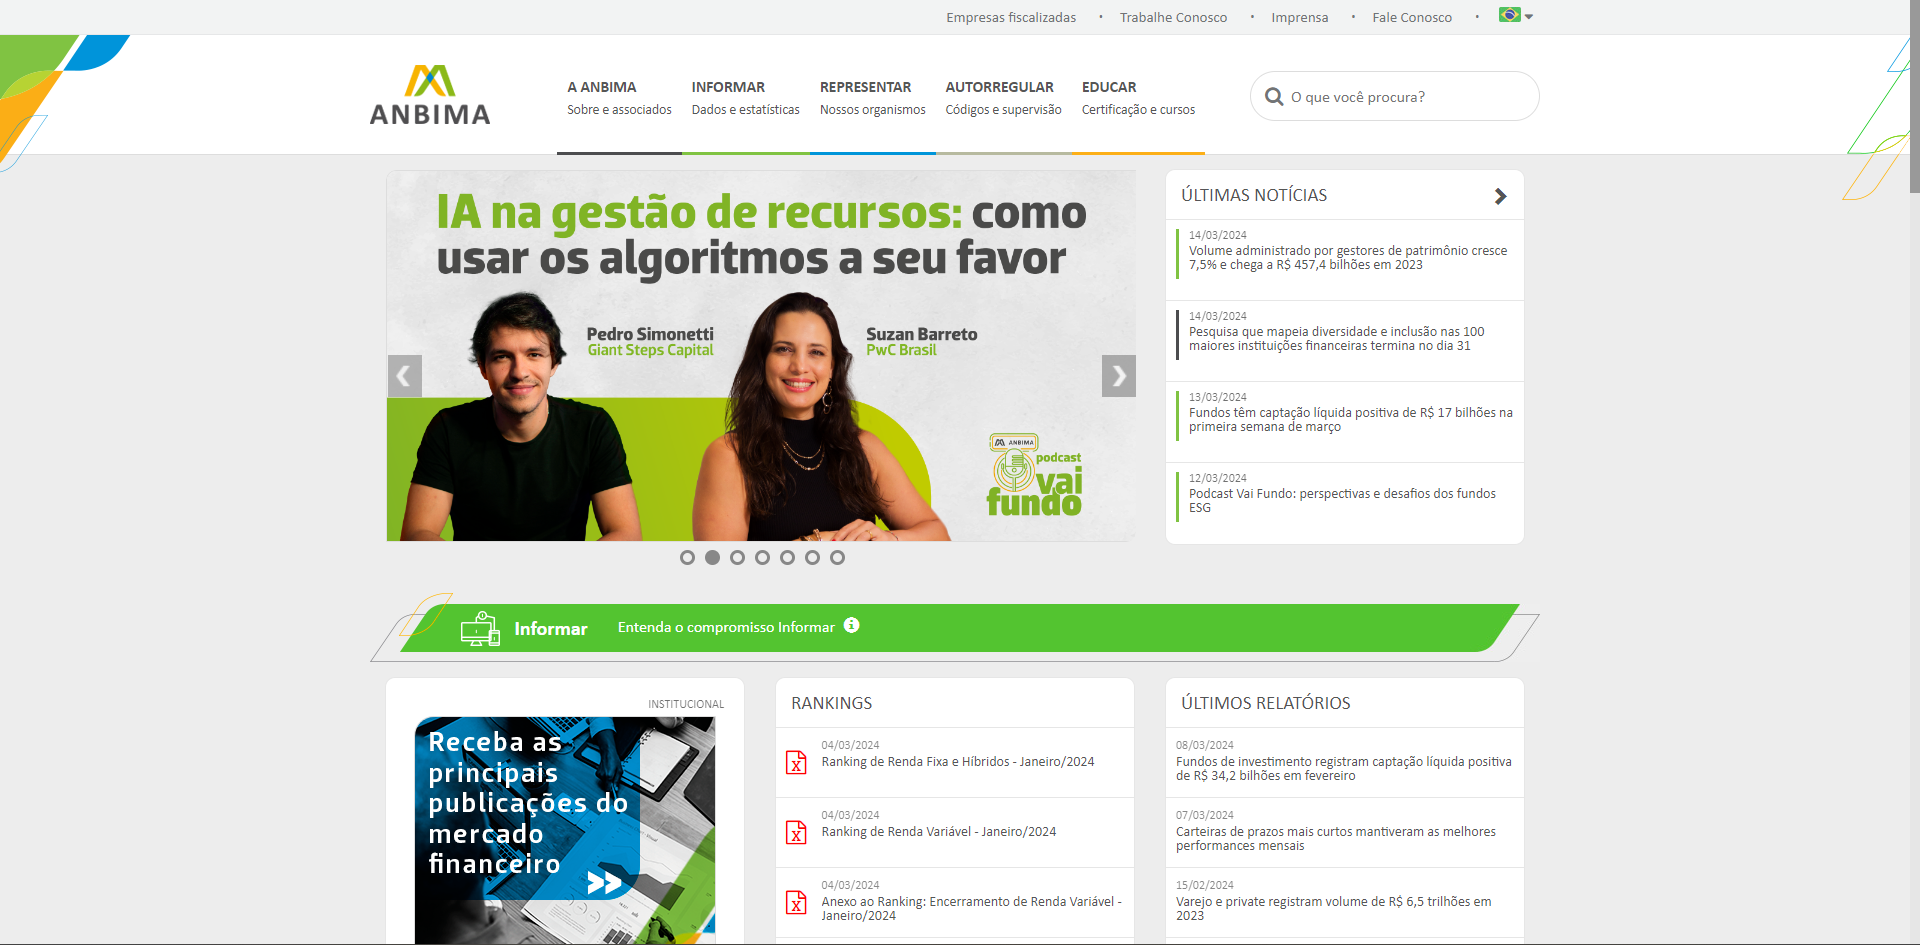 Empresas fiscalizadas • Trabalhe Conosco • Imprensa • Fale Conosco •
ANBIMA
A ANBIMA
Sobre e associados
INFORMAR
Dados e estatísticas
REPRESENTAR
Nossos organismos
AUTORREGULAR
Códigos e supervisão
EDUCAR
Certificação e cursos
O que você procura?
IA na gestão de recursos: como
usar os algoritmos a seu favor
Pedro Simonetti
Giant Steps Capital
Suzan Barreto
PwC Brasil
ANBIMA
podcast
vai
fundo
ÚLTIMAS NOTÍCIAS
14/03/2024
Volume administrado por gestores de patrimônio cresce
7,5% e chega a R$ 457,4 bilhões em 2023
14/03/2024
Pesquisa que mapeia diversidade e inclusão nas 100
maiores instituições financeiras termina no dia 31
13/03/2024
Fundos têm captação líquida positiva de R$ 17 bilhões na
primeira semana de março
12/03/2024
Podcast Vai Fundo: perspectivas e desafios dos fundos
ESG
Informar
Entenda o compromisso Informar
INSTITUCIONAL
Receba as
principais
publicações do
mercado
financeiro
RANKINGS
04/03/2024
Ranking de Renda Fixa e Híbridos - Janeiro/2024
04/03/2024
Ranking de Renda Variável - Janeiro/2024
04/03/2024
Anexo ao Ranking: Encerramento de Renda Variável -
Janeiro/2024
ÚLTIMOS RELATÓRIOS
08/03/2024
Fundos de investimento registram captação líquida positiva
de R$ 34,2 bilhões em fevereiro
07/03/2024
Carteiras de prazos mais curtos mantiveram as melhores
performances mensais
15/02/2024
Varejo e private registram volume de R$ 6,5 trilhões em
2023